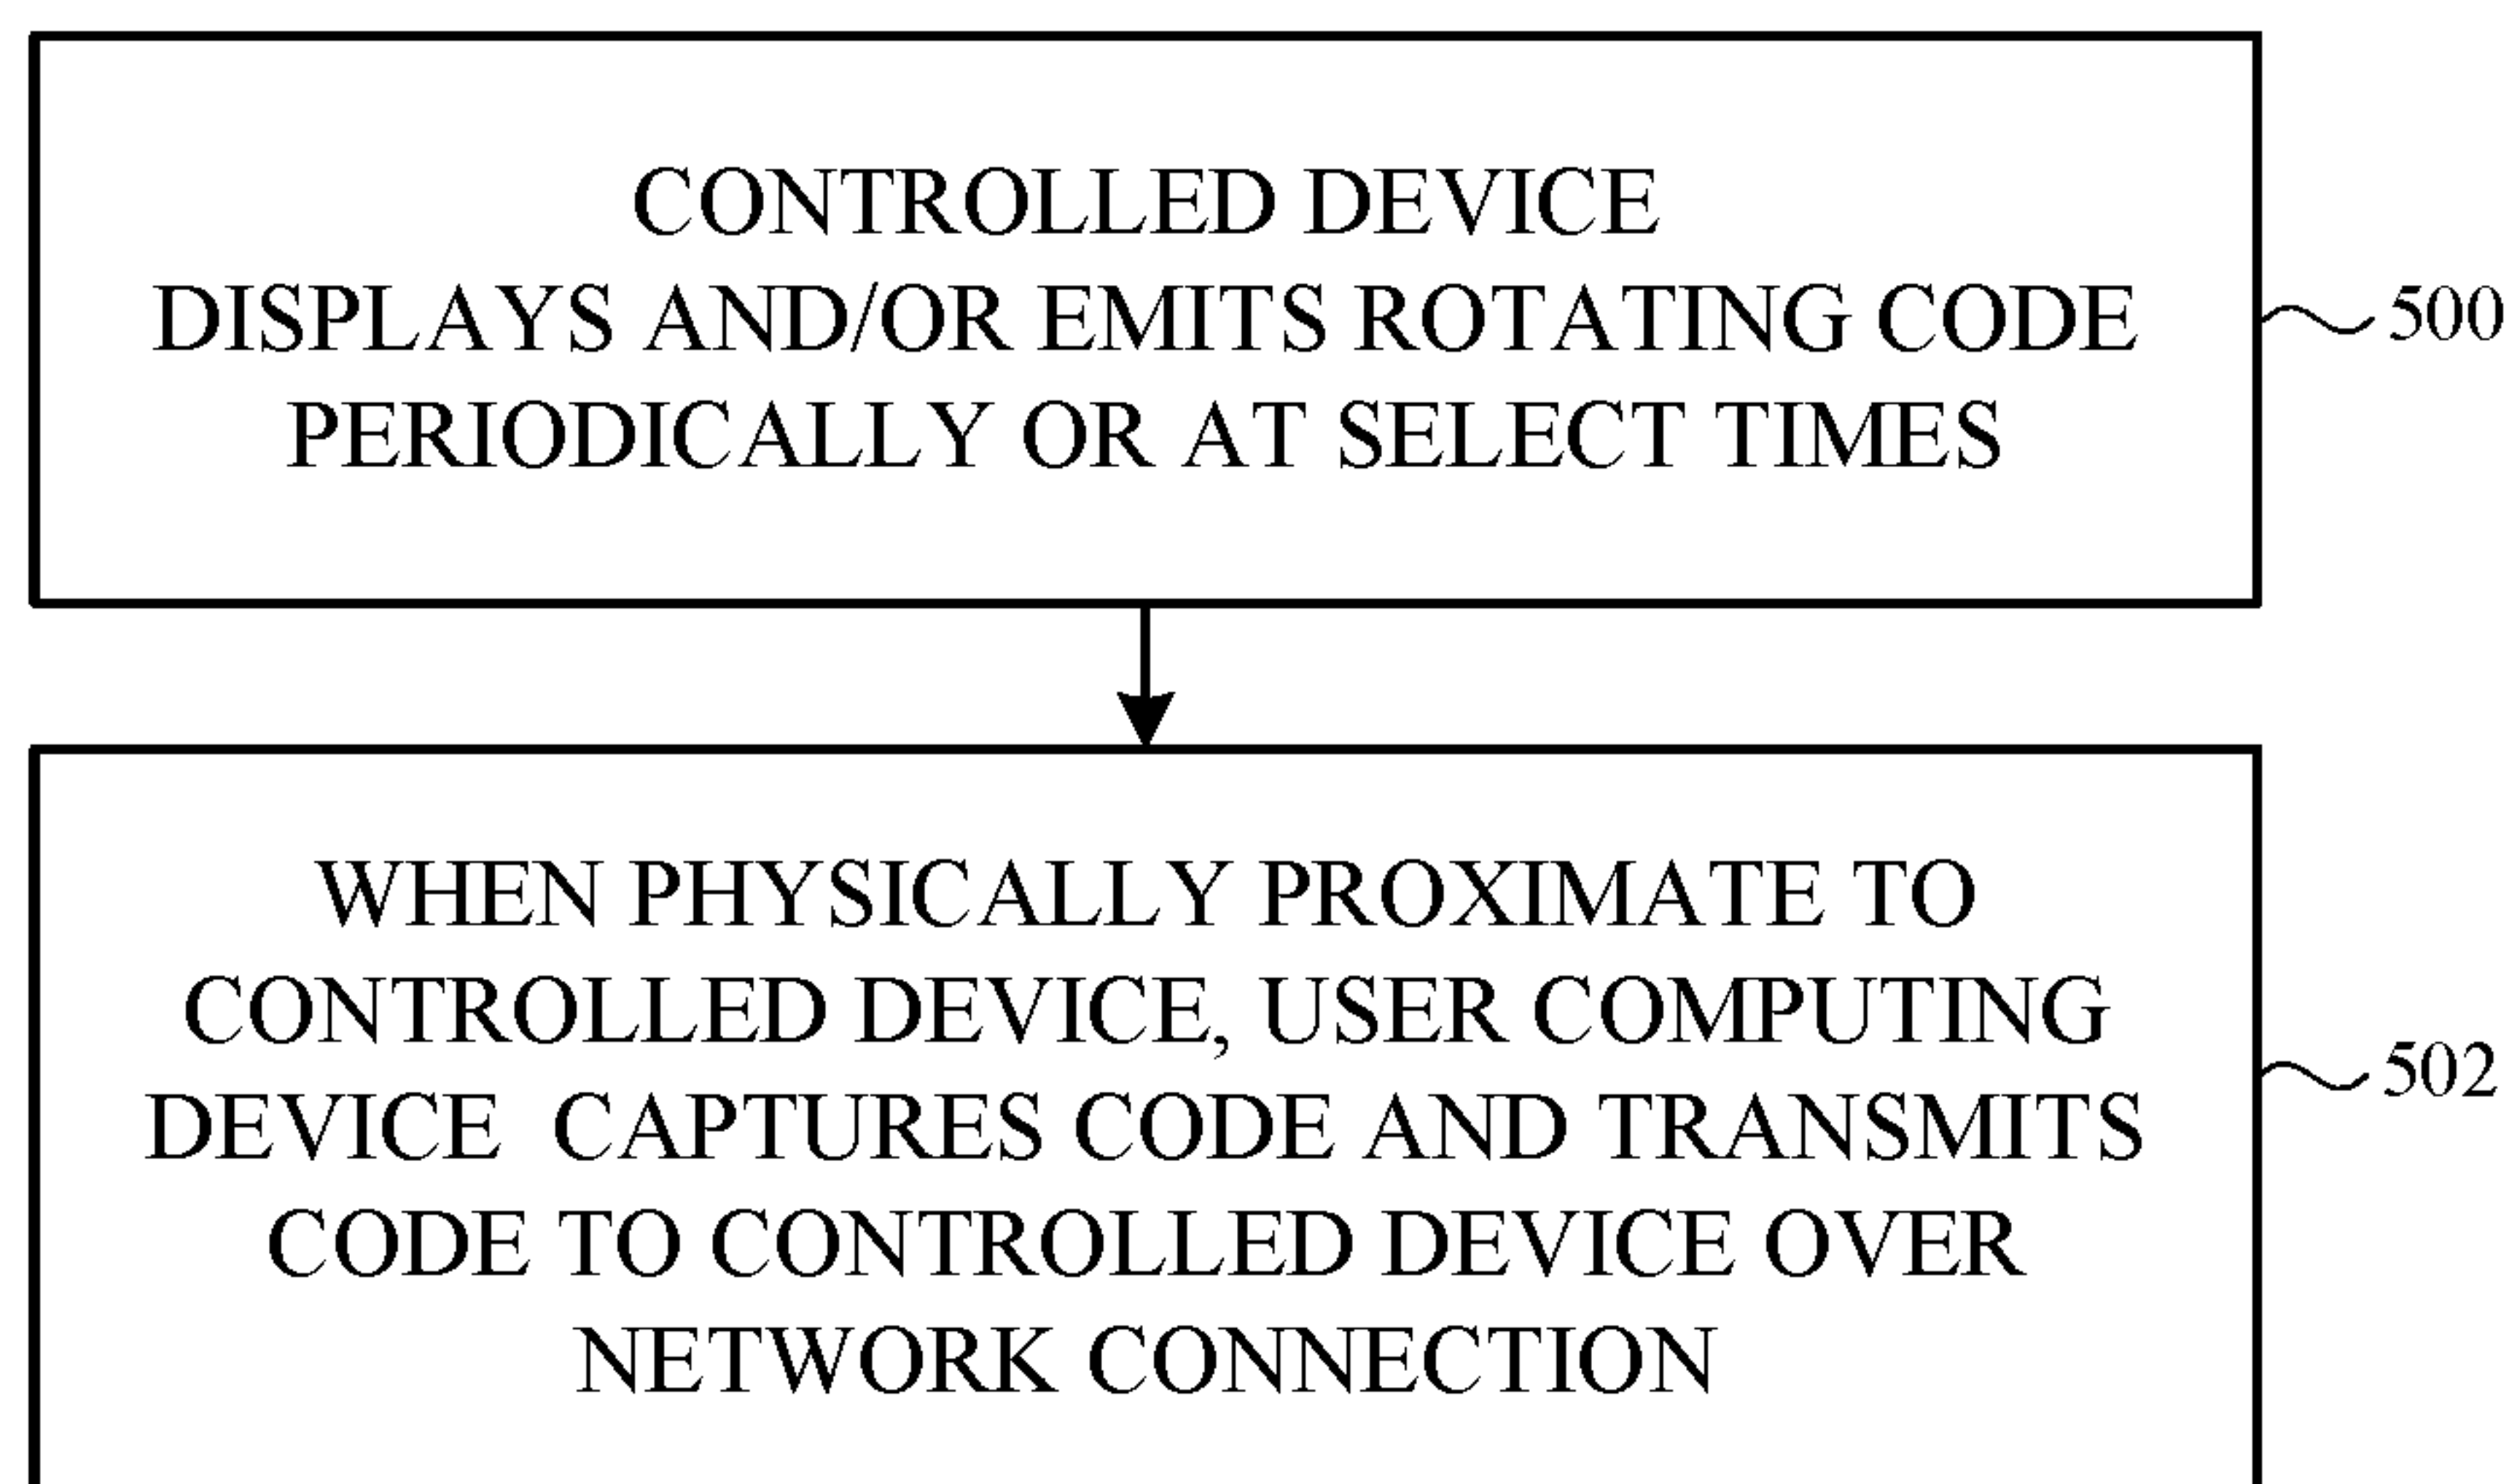 CONTROLLED DEVICE
DISPLAYS AND/OR EMITS ROTATING CODE
PERIODICALLY OR AT SELECT TIMES
500
WHEN PHYSICALLY PROXIMATE TO
CONTROLLED DEVICE, USER COMPUTING
DEVICE CAPTURES CODE AND TRANSMITS
CODE TO CONTROLLED DEVICE OVER
NETWORK CONNECTION
502